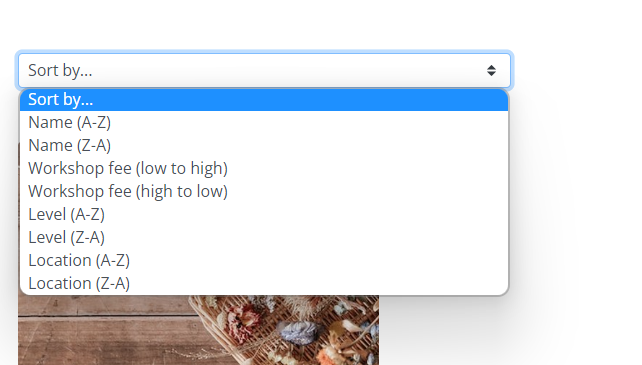 Sort by...
Sort by...
Name (A-Z)
Name (Z-A)
Workshop fee (low to high)
Workshop fee (high to low)
Level (A-Z)
Level (Z-A)
Location (A-Z)
Location (Z-A)